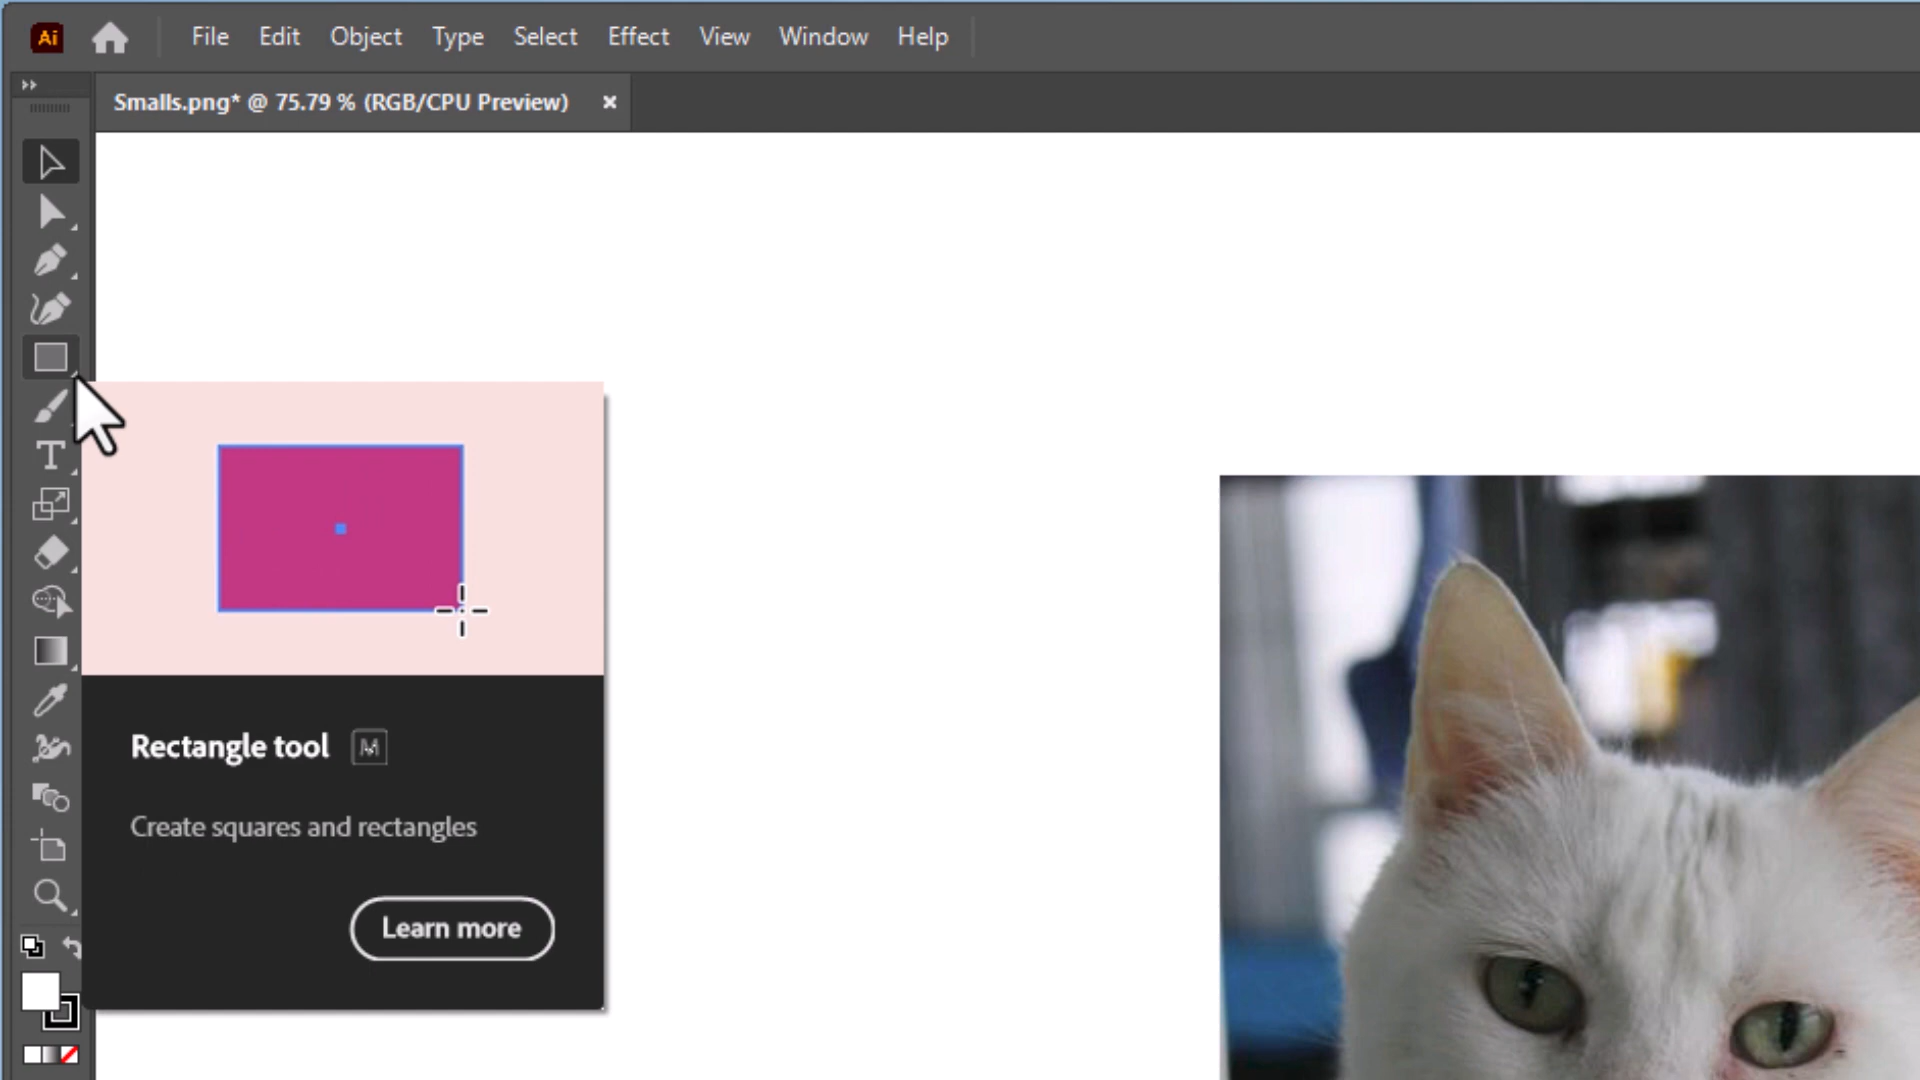 Ai File Edit Object Type Select Effect View Window Help
Smalls.png* @ 75.79 % (RGB/CPU Preview) ×
T
Rectangle tool M
Create squares and rectangles
Learn more